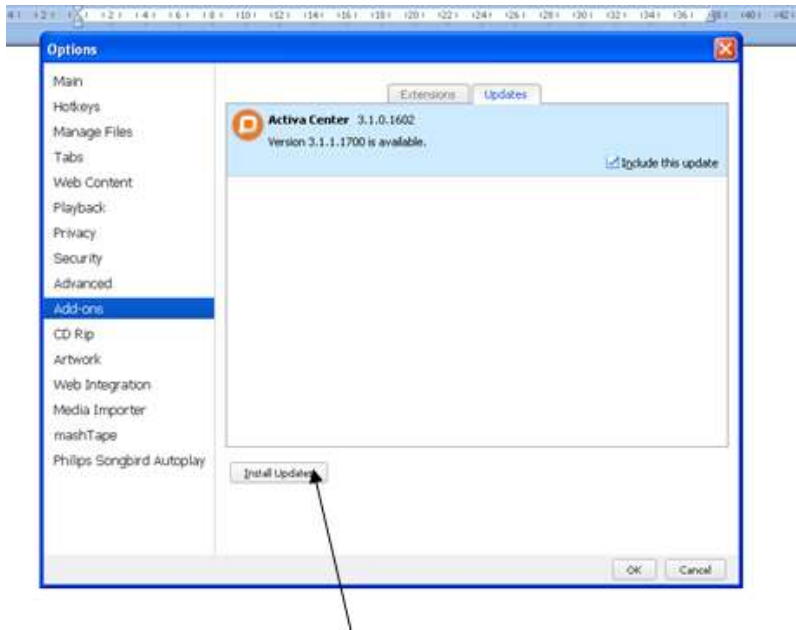 Options
Main
Hotkeys
Manage Files
Tabs
Web Content
Playback
Privacy
Security
Advanced
Add-ons
CD Rip
Artwork
Web Integration
Media Importer
mashTape
Philips Songbird Autoplay
Extensions Updates
Activa Center 3.1.0.1602
Version 3.1.1.1700 is available.
Include this update
Install Updates
OK Cancel